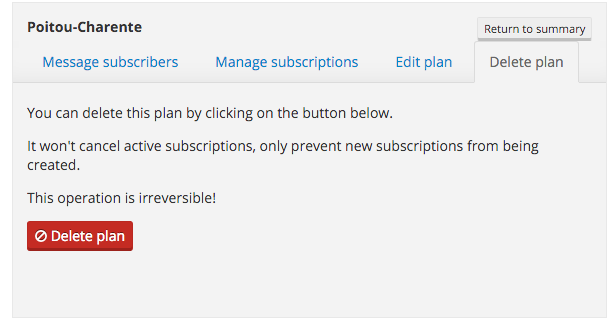 Poitou-Charente
Return to summary
Message subscribers Manage subscriptions Edit plan Delete plan
You can delete this plan by clicking on the button below.
It won't cancel active subscriptions, only prevent new subscriptions from being
created.
This operation is irreversible!
Delete plan